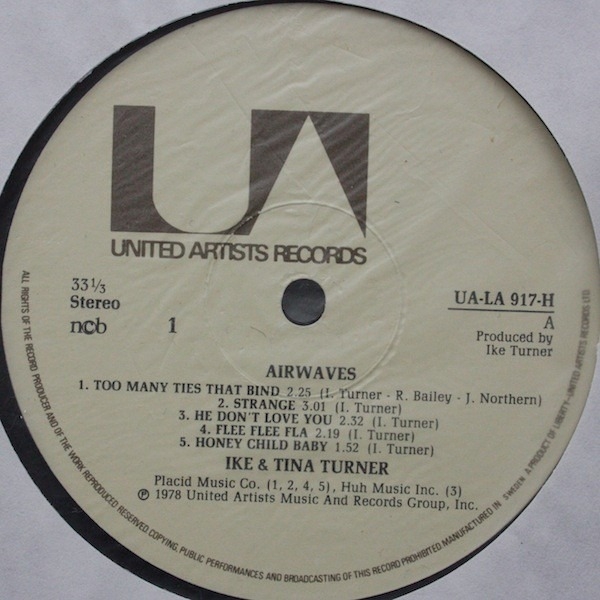 UA
UNITED ARTISTS RECORDS
33⅓
Stereo
ncb 1
UA-LA 917-H
A
Produced by
Ike Turner
AIRWAVES
1. TOO MANY TIES THAT BIND 2.25 (I. Turner - R. Bailey - J. Northern)
2. STRANGE 3.01 (I. Turner)
3. HE DON'T LOVE YOU 2.32 (I. Turner)
4. FLEE FLEE FLA 2.19 (I. Turner)
5. HONEY CHILD BABY 1.52 (I. Turner)
IKE & TINA TURNER
Placid Music Co. (1, 2, 4, 5), Huh Music Inc. (3)
℗ 1978 United Artists Music And Records Group, Inc.
ALL RIGHTS OF THE RECORD PRODUCER AND OF THE OWNER OF THE WORK REPRODUCED RESERVED. COPYING, PUBLIC PERFORMANCES AND BROADCASTING OF THIS RECORD PROHIBITED. MANUFACTURED IN SWEDEN. A PRODUCT OF LIBERTY-UNITED ARTISTS RECORDS LTD.